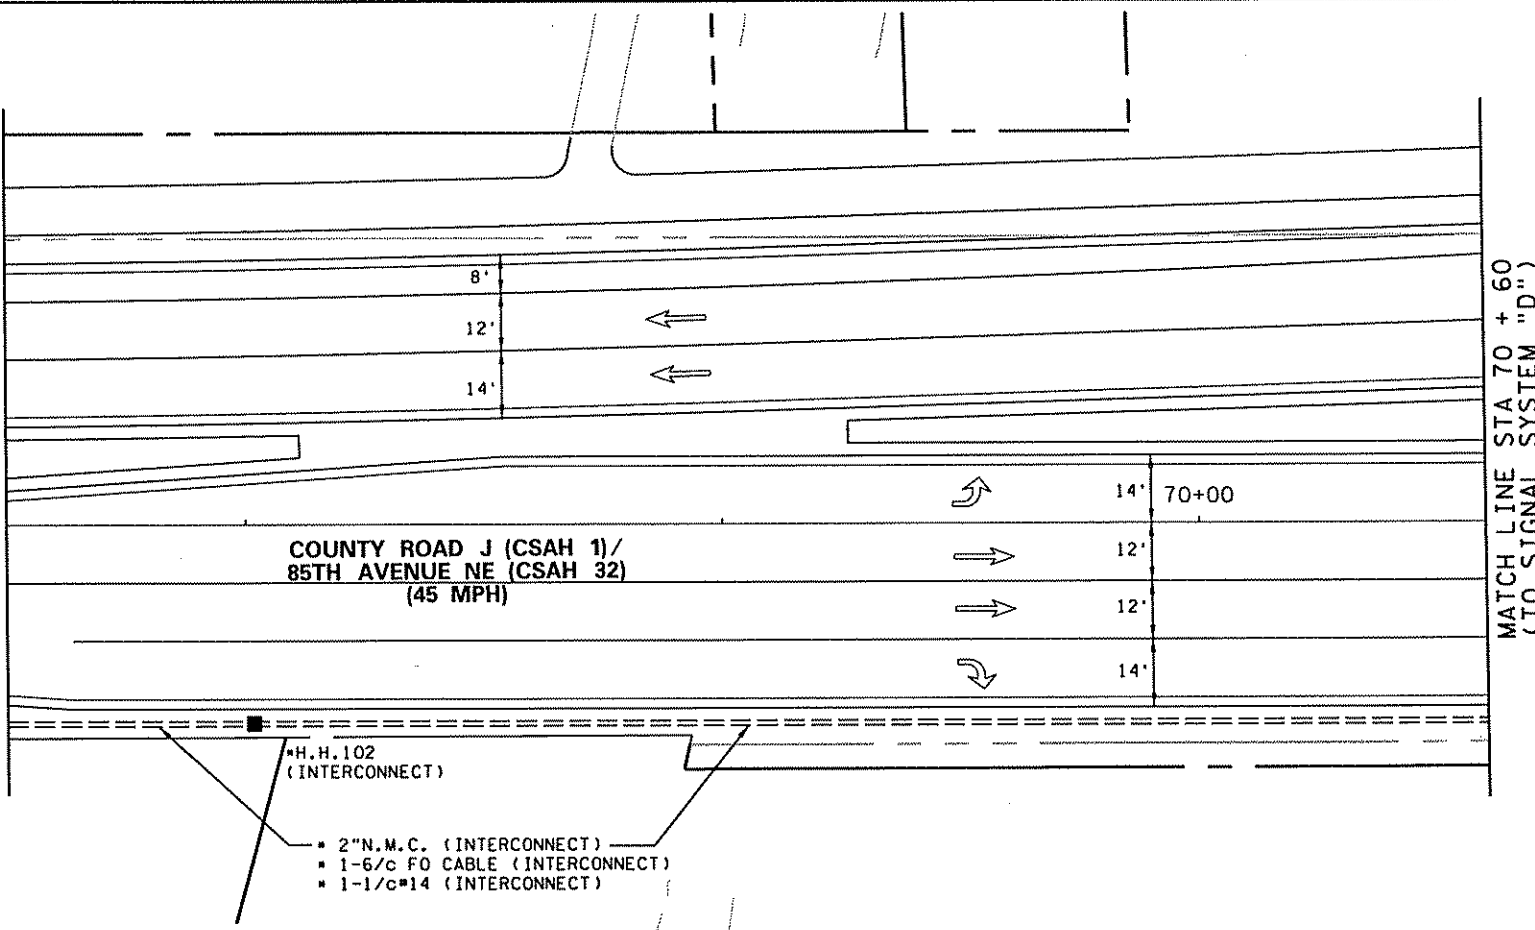 8'
12'
14'
14' 70+00
12'
12'
14'
COUNTY ROAD J (CSAH 1)/
85TH AVENUE NE (CSAH 32)
(45 MPH)
MATCH LINE STA 70 + 60
(TO SIGNAL SYSTEM "D")
*H.H.102
(INTERCONNECT)
* 2"N.M.C. (INTERCONNECT)
* 1-6/c FO CABLE (INTERCONNECT)
* 1-1/c#14 (INTERCONNECT)